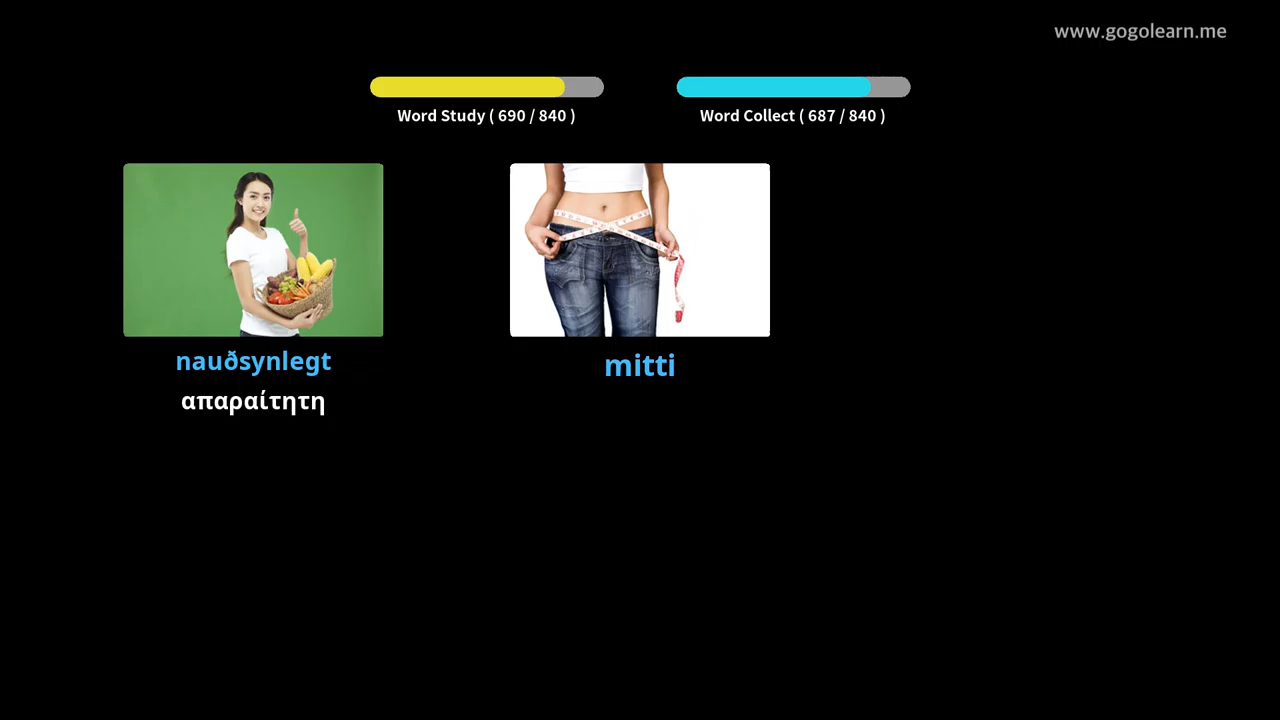 www.gogolearn.me
Word Study ( 690 / 840 )
Word Collect ( 687 / 840 )
nauðsynlegt
απαραίτητη
mitti